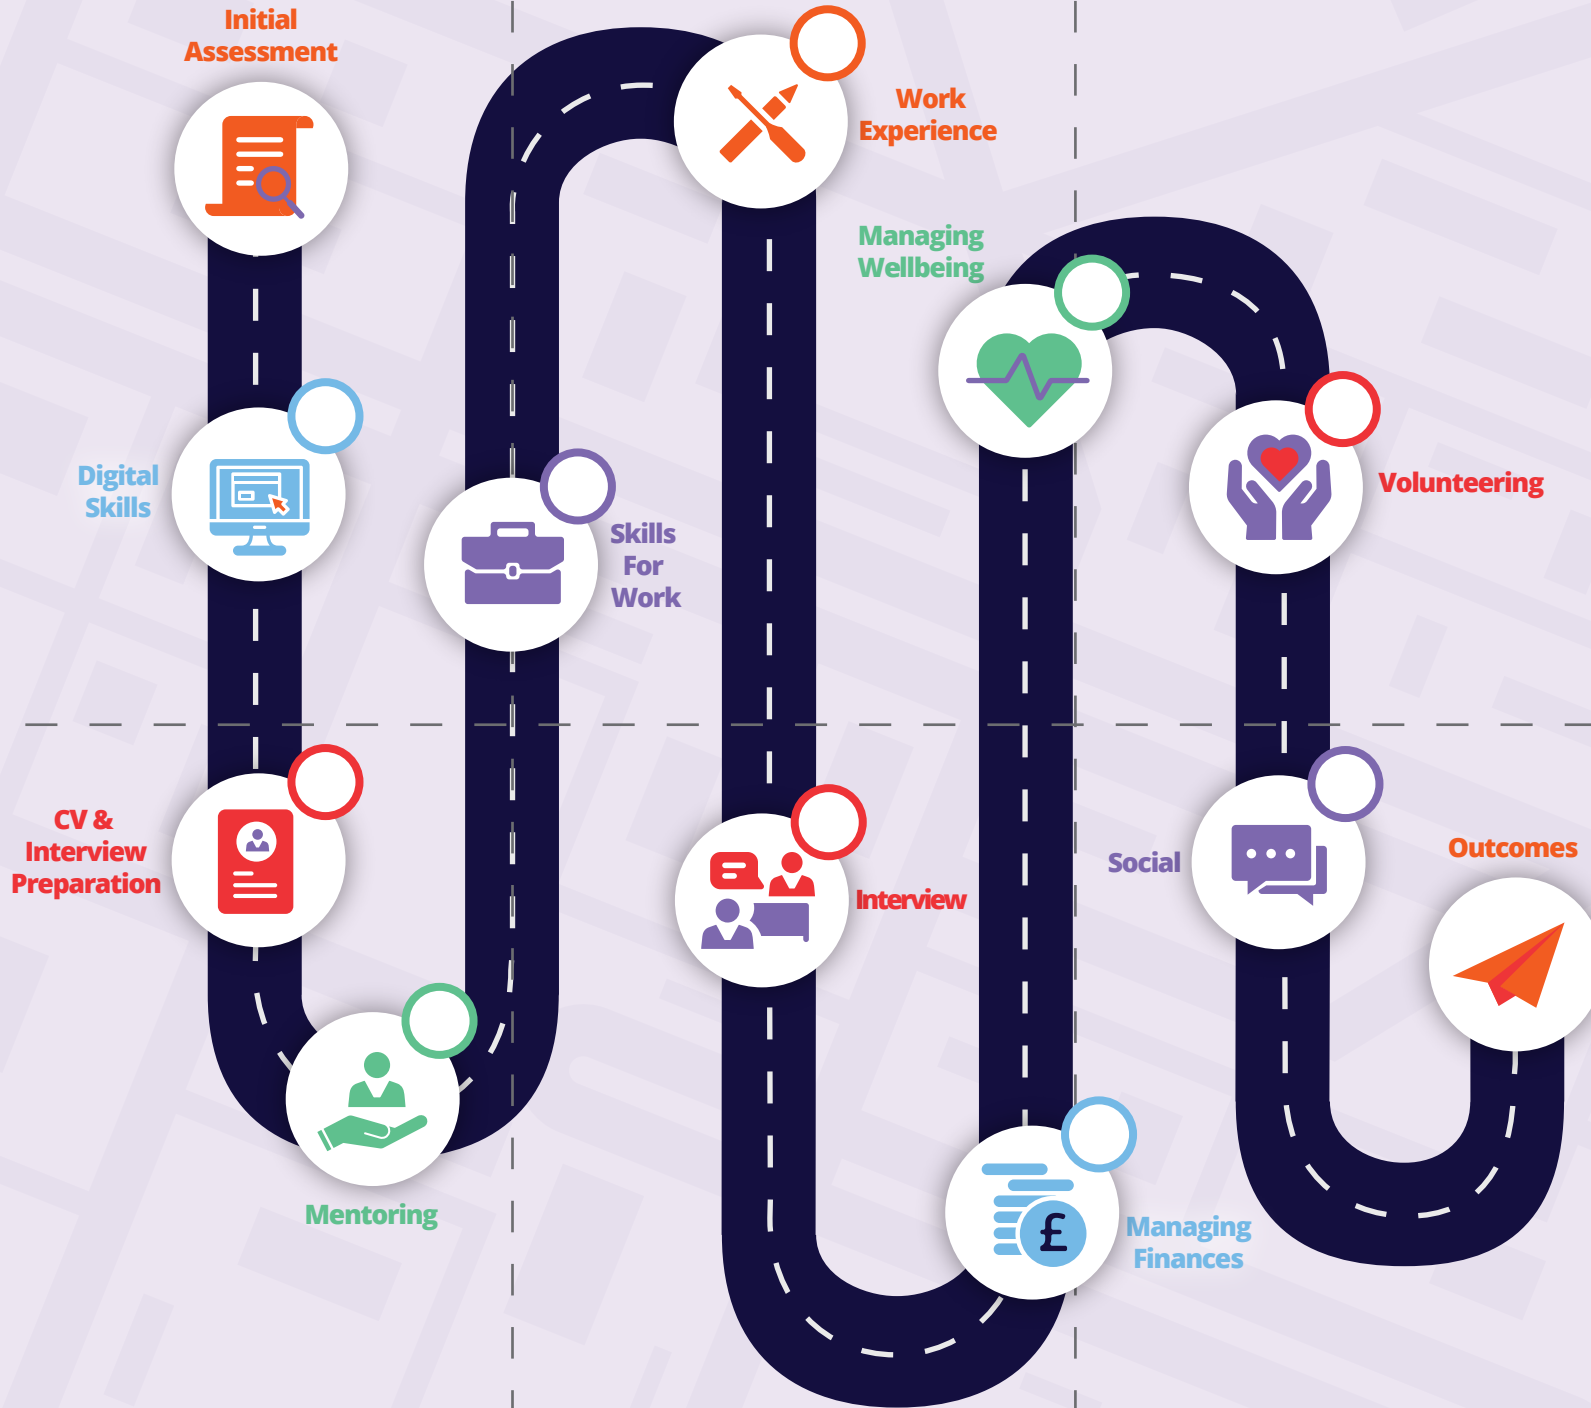 Initial
Assessment
Digital
Skills
CV &
Interview
Preparation
Mentoring
Skills
For
Work
Work
Experience
Interview
£
Managing
Finances
Managing
Wellbeing
Volunteering
Social
Outcomes